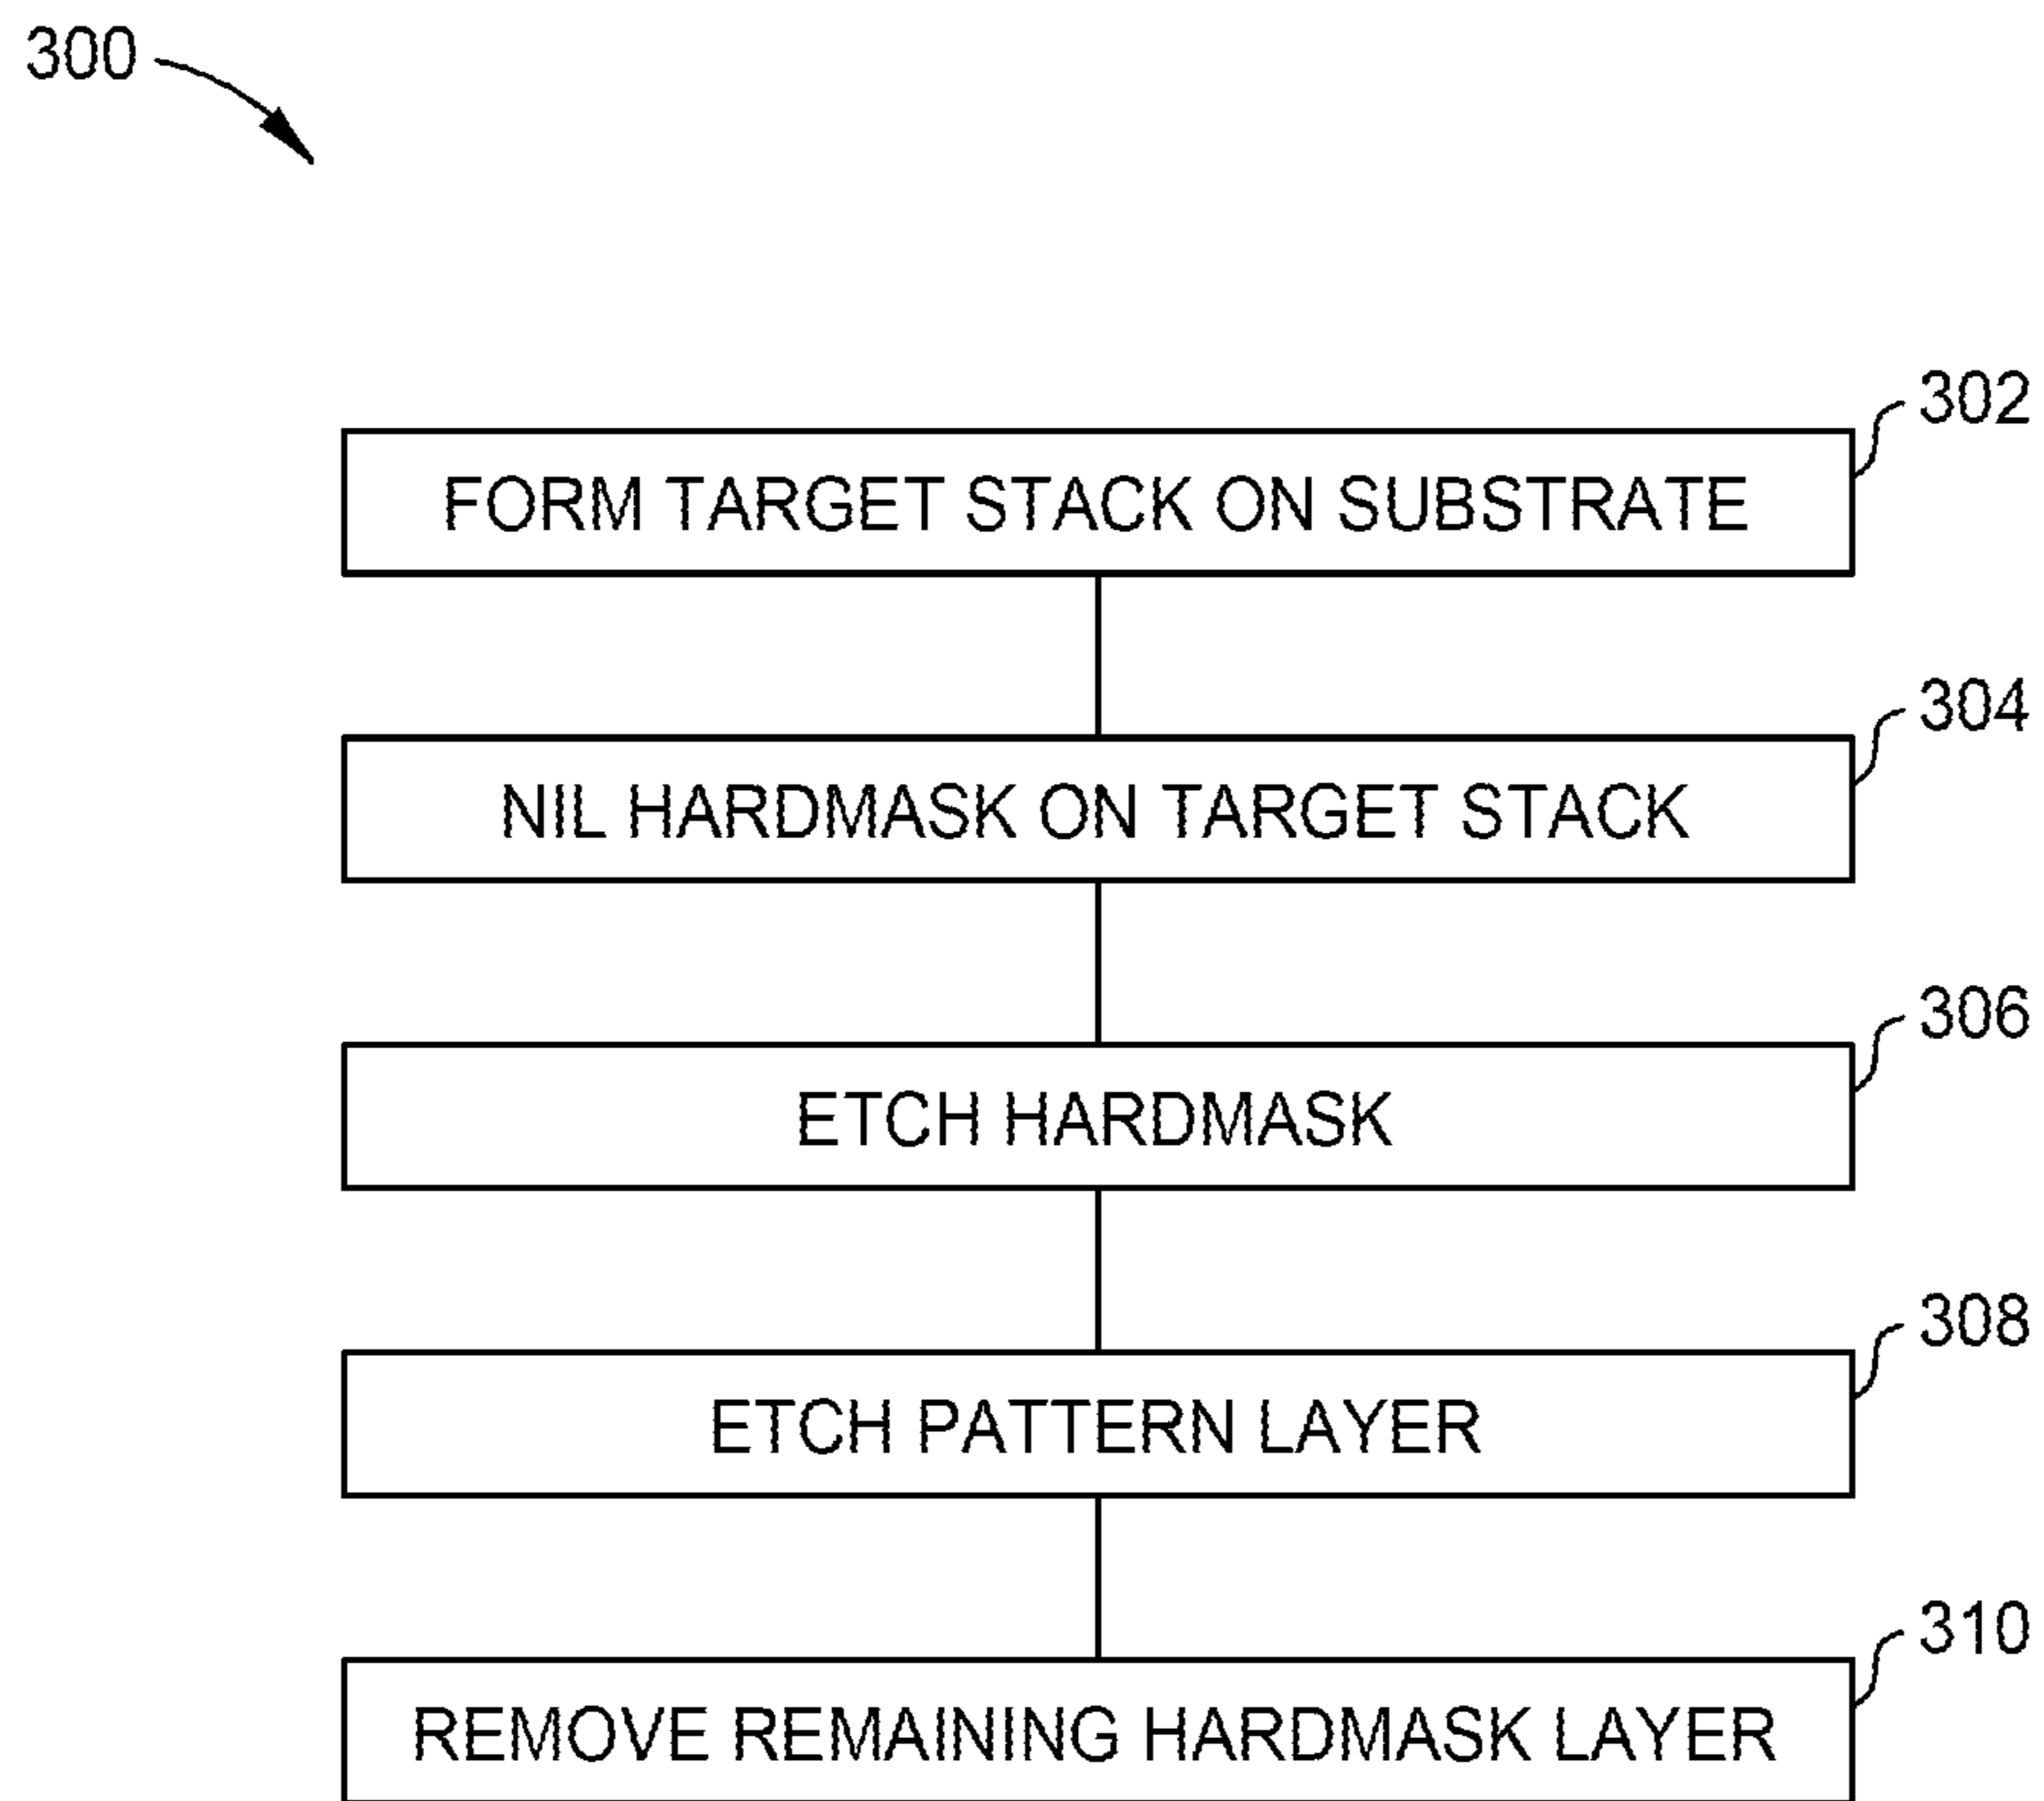 300
302
FORM TARGET STACK ON SUBSTRATE
304
NIL HARDMASK ON TARGET STACK
306
ETCH HARDMASK
308
ETCH PATTERN LAYER
310
REMOVE REMAINING HARDMASK LAYER